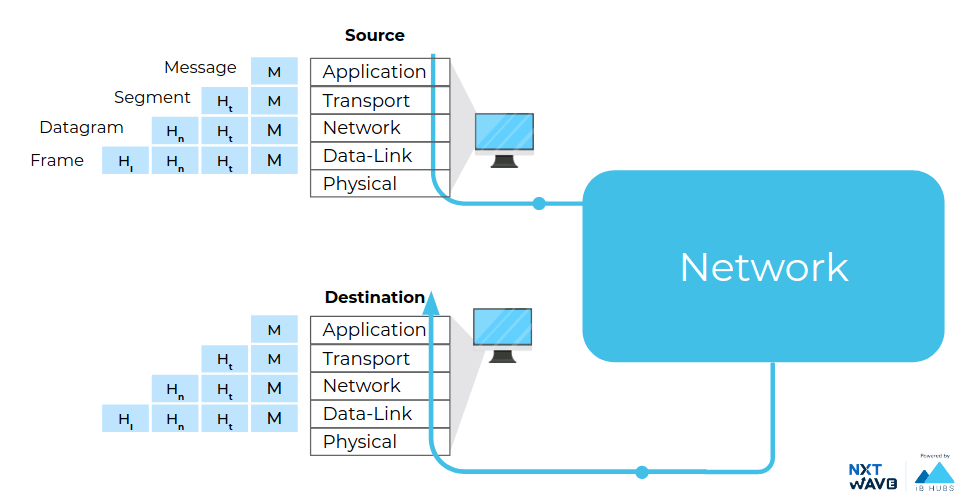 Source
Message M Application
Segment Ht M Transport
Datagram Hn Ht M Network
Frame Hl Hn Ht M Data-Link
Physical
Network
Destination
M Application
Ht M Transport
Hn Ht M Network
Hl Hn Ht M Data-Link
Physical
Powered by
NXT
WAVE
IB HUBS